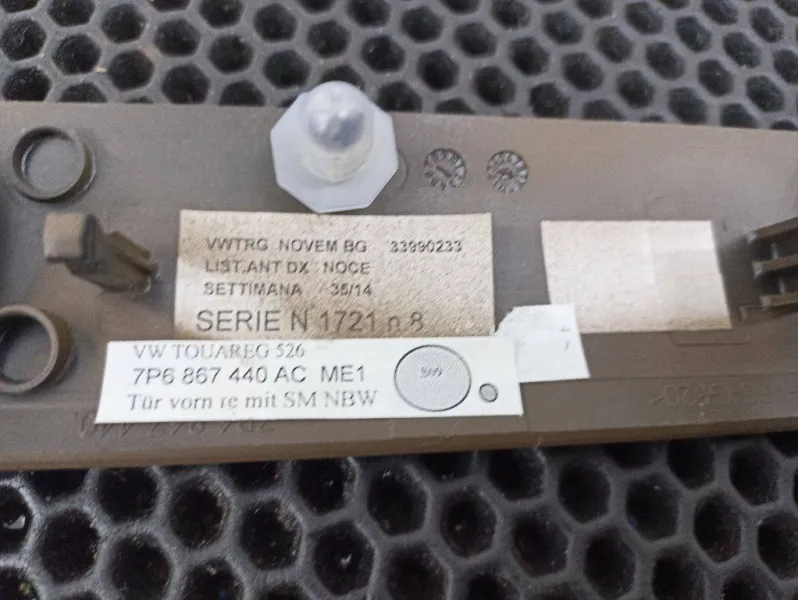 VWTRG NOVEM BG 33990233
LIST.ANT DX NOCE
SETTIMANA 35/14
SERIE N 1721 n 8
VW TOUAREG 526
7P6 867 440 AC ME1
Tür vorn re mit SM NBW